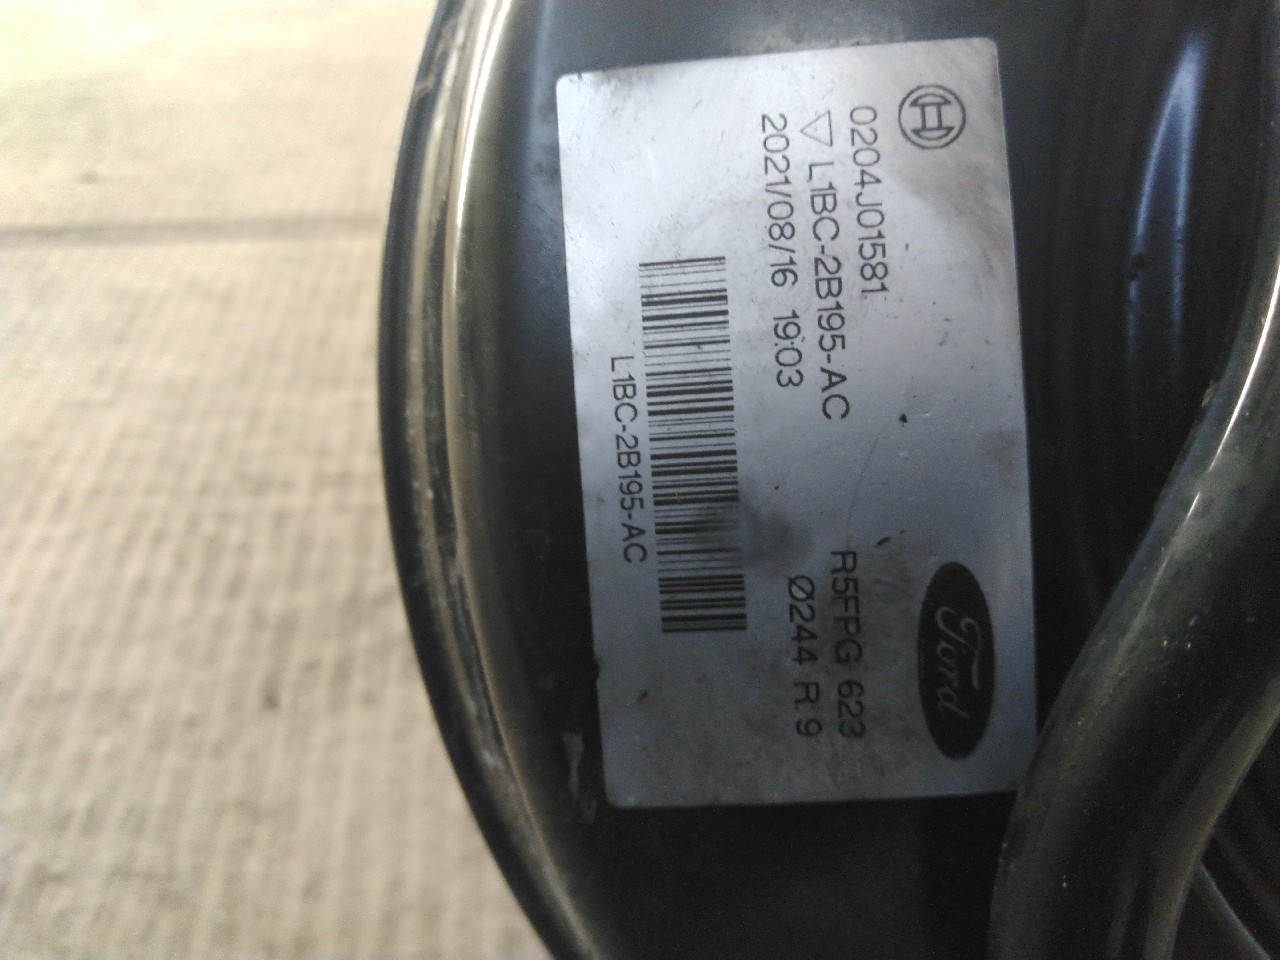 0204J01581
L1BC-2B195-AC
2021/08/16 19:03
R5FPG 623
Ø244 R.9
Ford
L1BC-2B195-AC